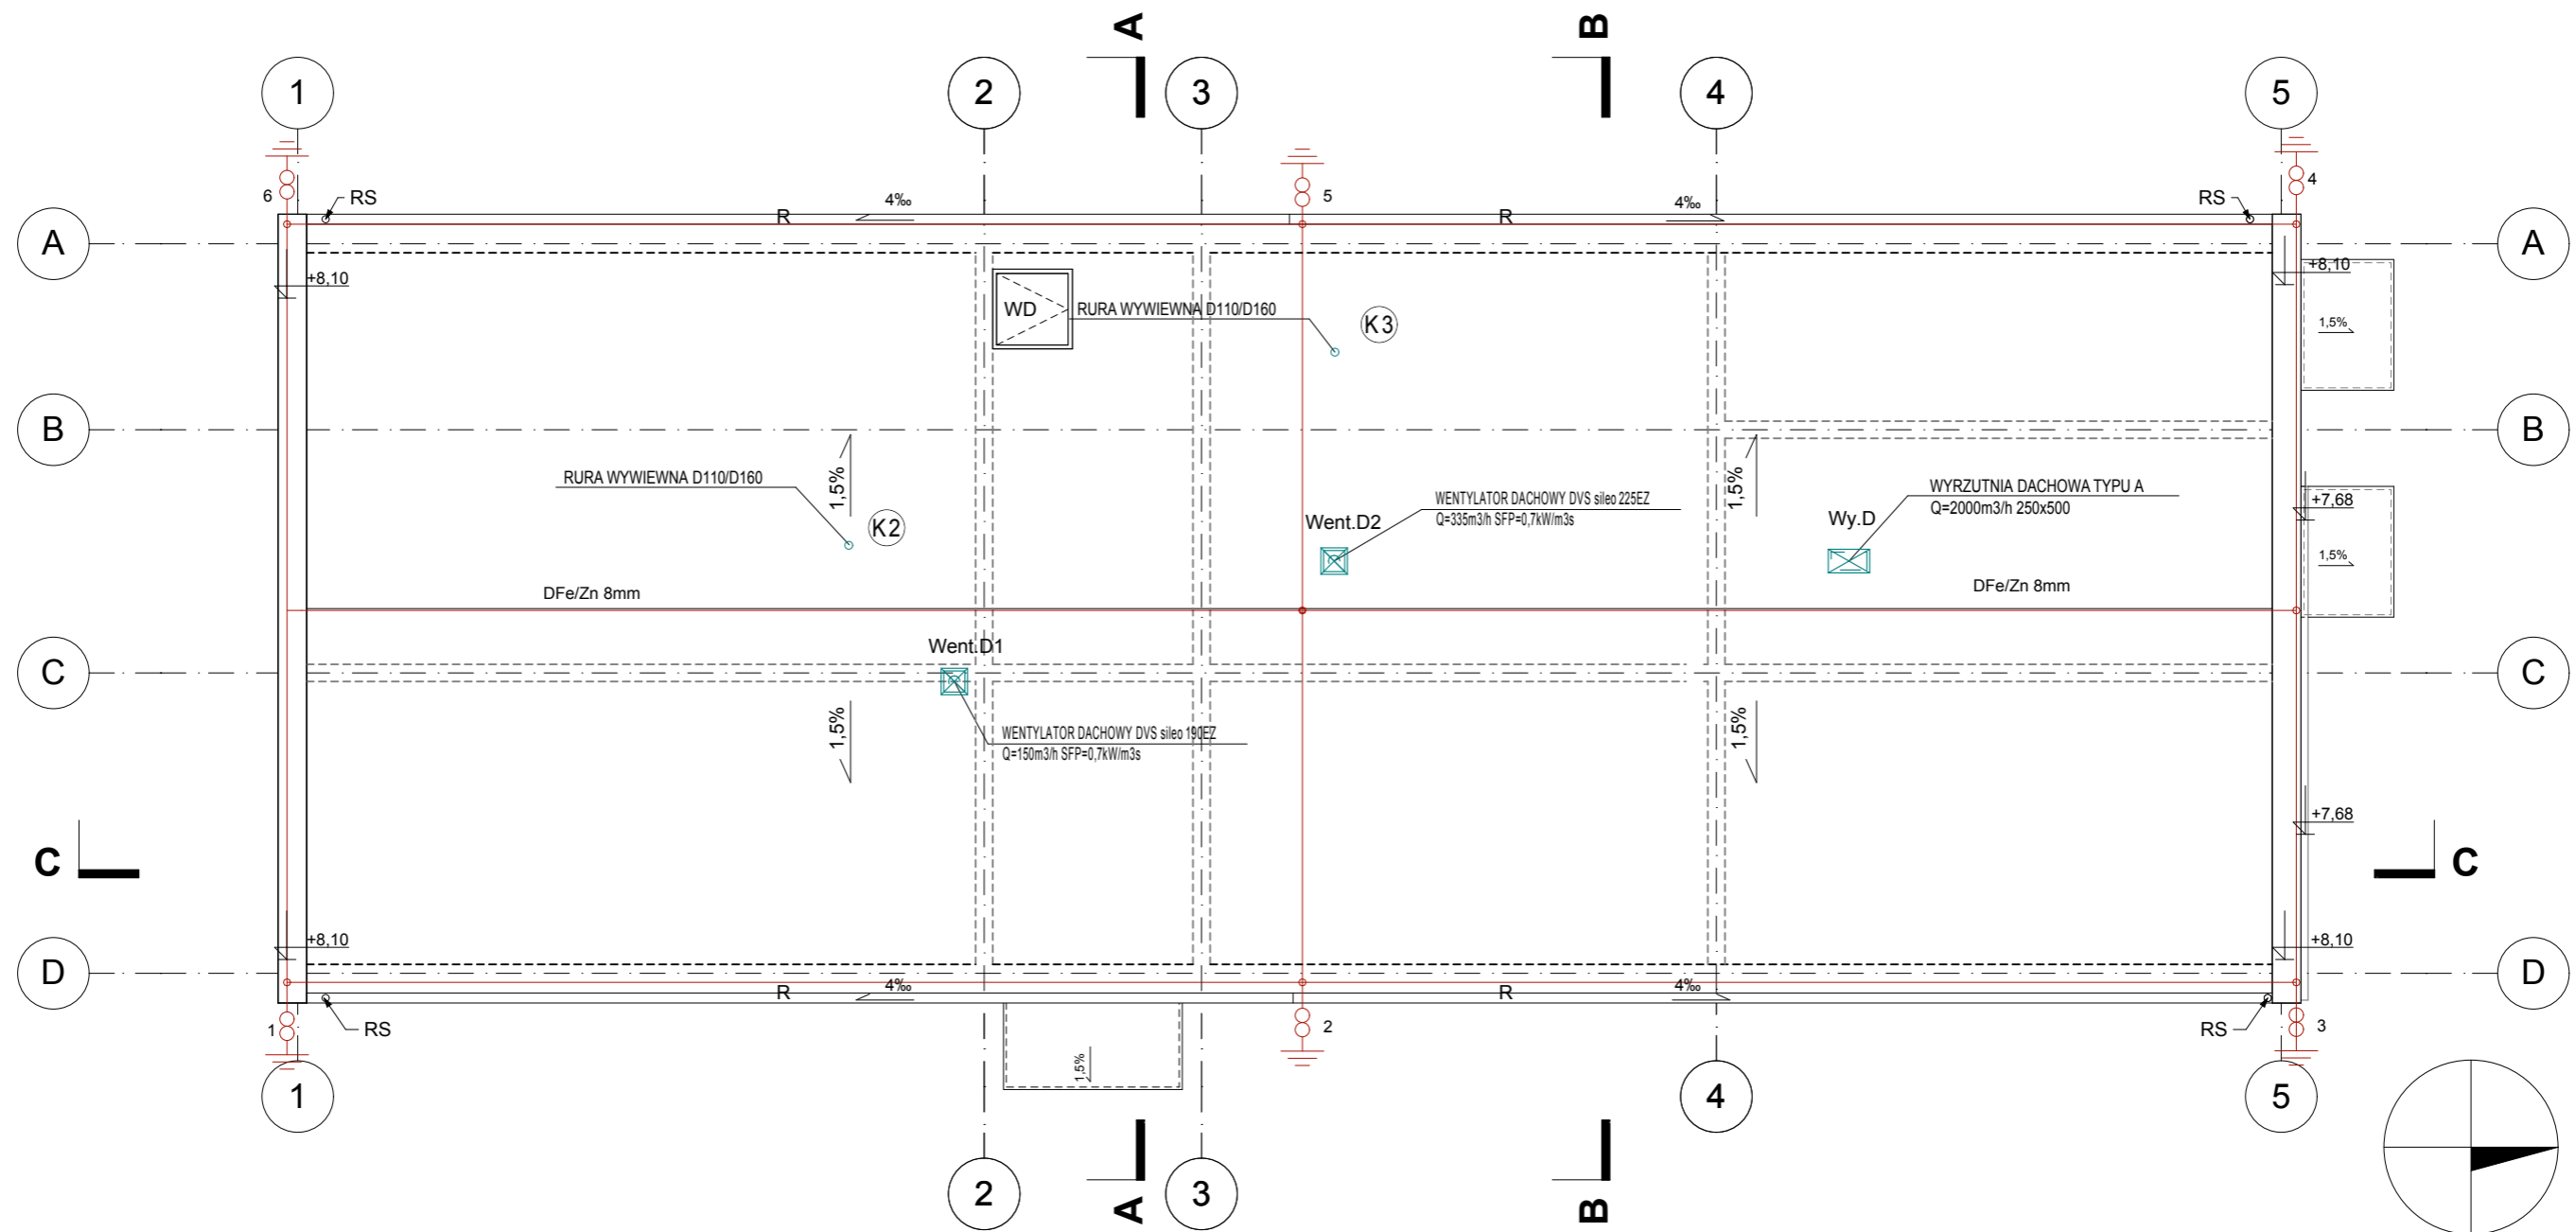 A
B
1
2
3
4
5
6
RS
4‰
R
5
R
4‰
RS
4
A
A
+8,10
WD
RURA WYWIEWNA D110/D160
K3
+8,10
1,5%
B
B
RURA WYWIEWNA D110/D160
1,5%
K2
WENTYLATOR DACHOWY DVS sileo 225EZ
Q=335m3/h SFP=0,7kW/m3s
Went.D2
1,5%
Wy.D
WYRZUTNIA DACHOWA TYPU A
Q=2000m3/h 250x500
+7,68
1,5%
DFe/Zn 8mm
DFe/Zn 8mm
Went.D1
C
C
1,5%
WENTYLATOR DACHOWY DVS sileo 190EZ
Q=150m3/h SFP=0,7kW/m3s
1,5%
+7,68
C
C
+8,10
+8,10
D
D
R
4‰
R
4‰
1
RS
2
RS
3
1,5%
1
4
5
2
3
A
B